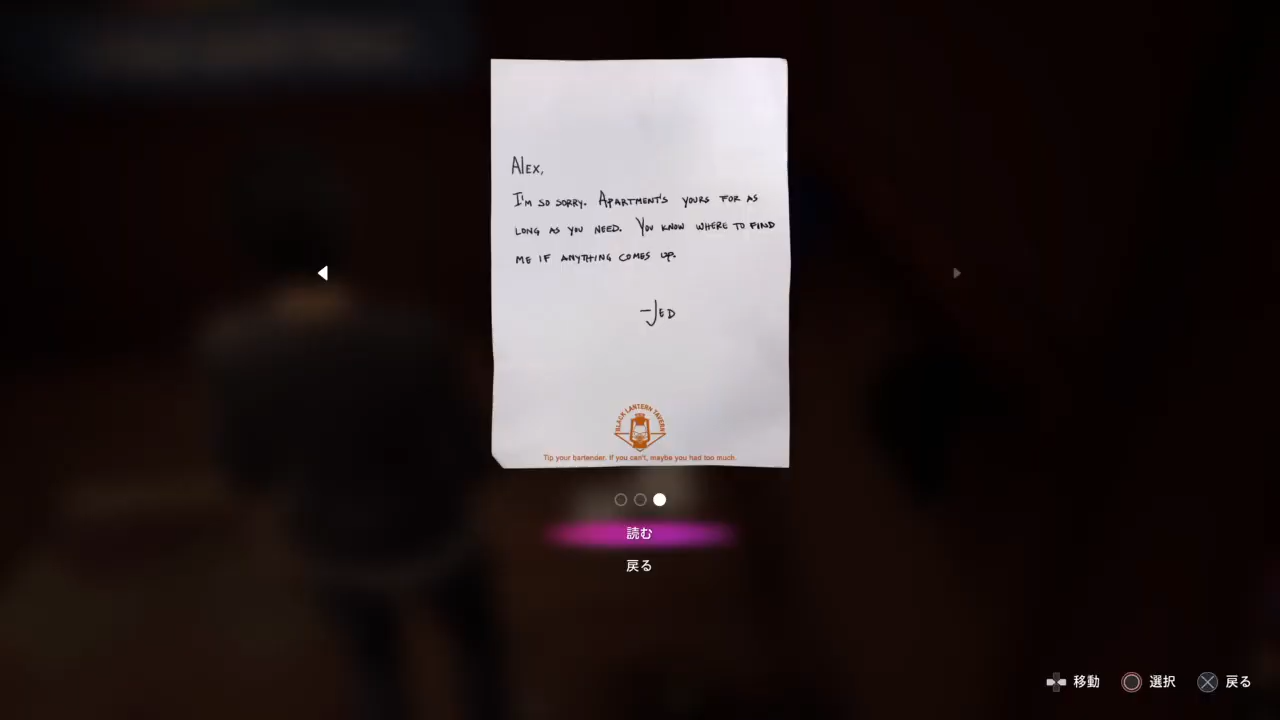 Alex,
I'm so sorry. Apartment's yours for as
long as you need. You know where to find
me if anything comes up.
-Jed
BLACK LANTERN TAVERN
Tip your bartender. If you can't, maybe you had too much.
読む
戻る
移動 選択 戻る